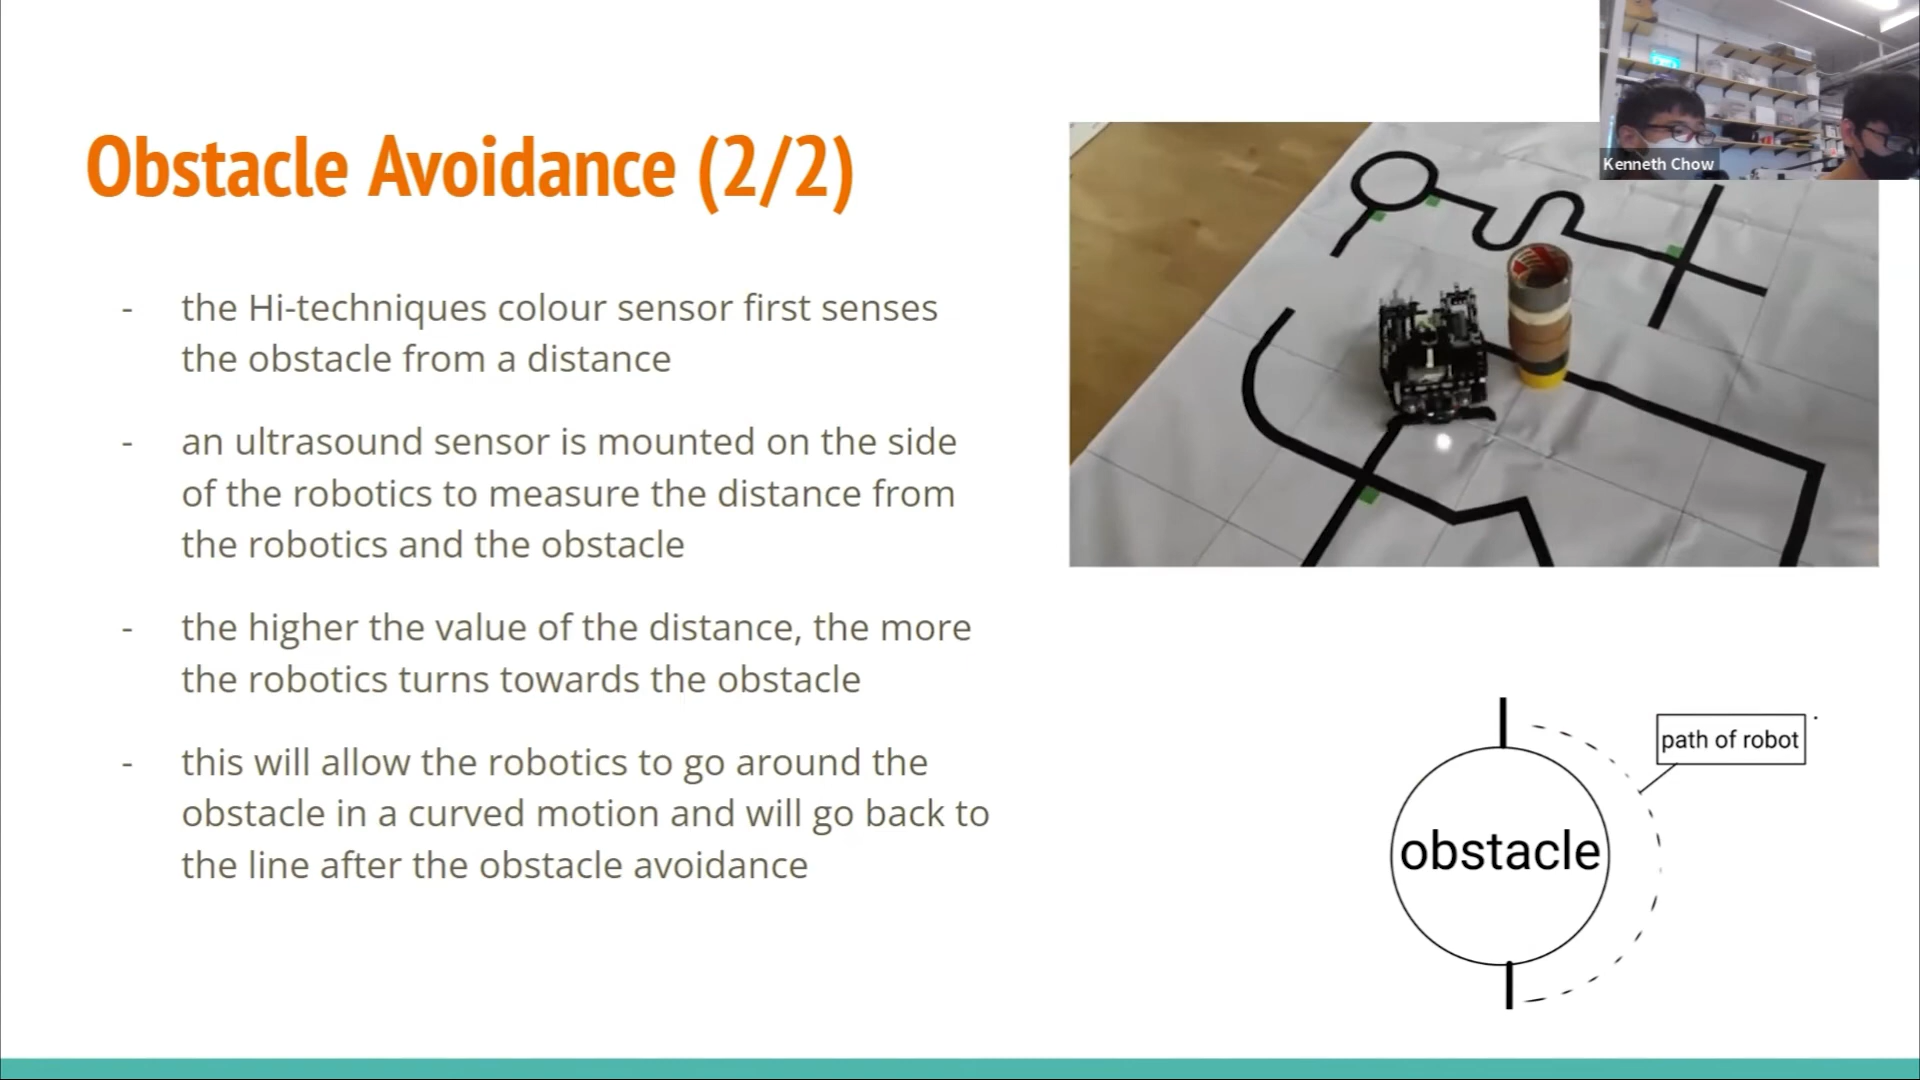 Kenneth Chow
Obstacle Avoidance (2/2)
- the Hi-techniques colour sensor first senses
the obstacle from a distance
- an ultrasound sensor is mounted on the side
of the robotics to measure the distance from
the robotics and the obstacle
- the higher the value of the distance, the more
the robotics turns towards the obstacle
- this will allow the robotics to go around the
obstacle in a curved motion and will go back to
the line after the obstacle avoidance
path of robot
obstacle